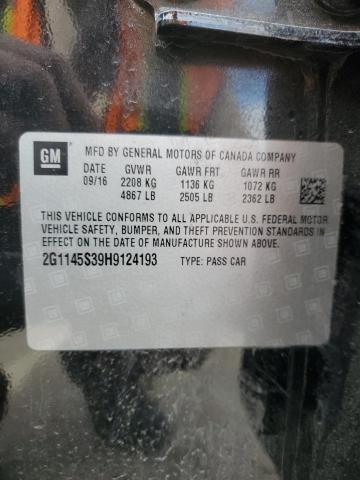 GM
MFD BY GENERAL MOTORS OF CANADA COMPANY
DATE GVWR GAWR FRT GAWR RR
09/16 2208 KG 1136 KG 1072 KG
4867 LB 2505 LB 2362 LB
THIS VEHICLE CONFORMS TO ALL APPLICABLE U.S. FEDERAL MOTOR
VEHICLE SAFETY, BUMPER, AND THEFT PREVENTION STANDARDS IN
EFFECT ON THE DATE OF MANUFACTURE SHOWN ABOVE.
2G1145S39H9124193 TYPE: PASS CAR